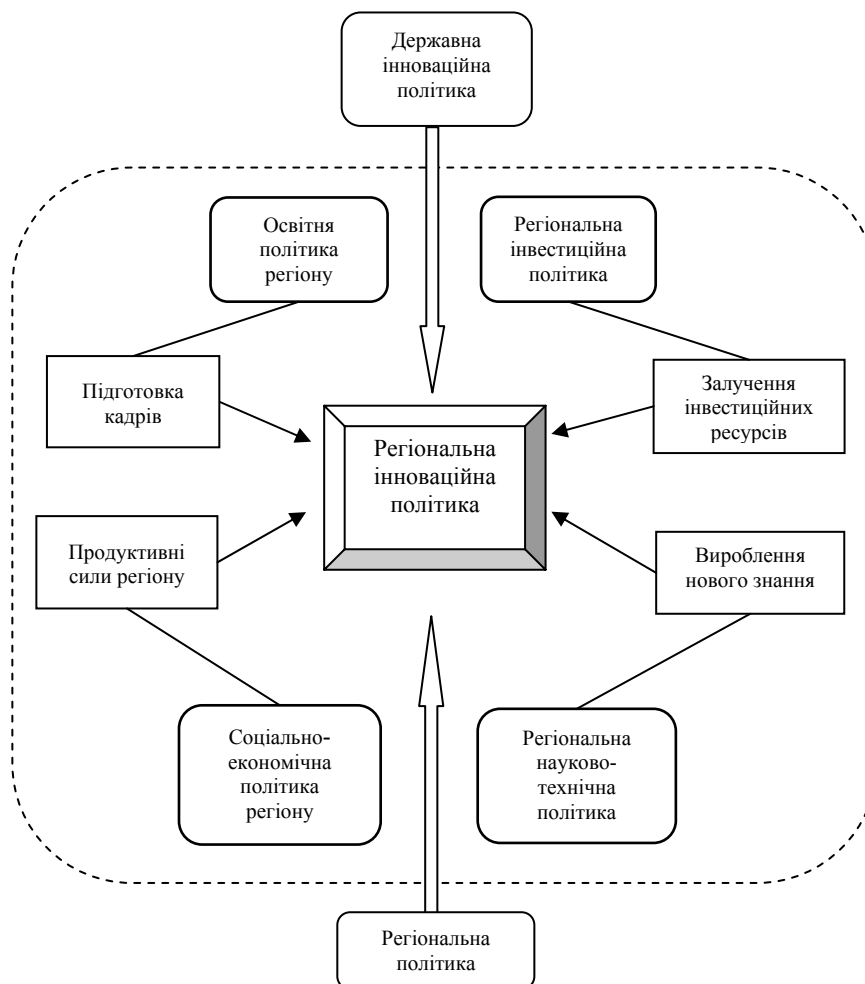 Державна
інноваційна
політика
Освітня
політика
регіону
Регіональна
інвестиційна
політика
Підготовка
кадрів
Регіональна
інноваційна
політика
Залучення
інвестиційних
ресурсів
Продуктивні
сили регіону
Вироблення
нового знання
Соціально-
економічна
політика
регіону
Регіональна
науково-
технічна
політика
Регіональна
політика